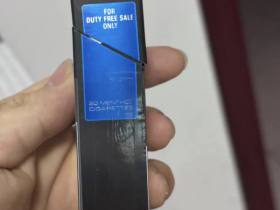 FOR
DUTY FREE SALE
ONLY
20 MENTHOL
CIGARETTES